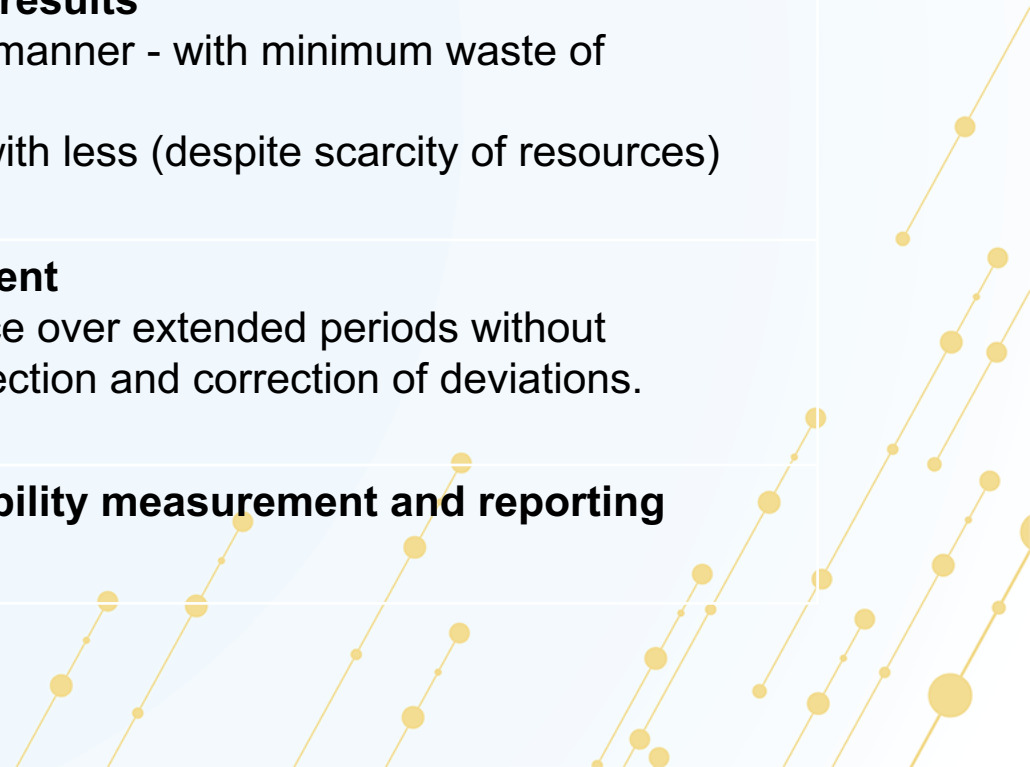 results
manner - with minimum waste of
with less (despite scarcity of resources)
ent
ce over extended periods without
ection and correction of deviations.
bility measurement and reporting